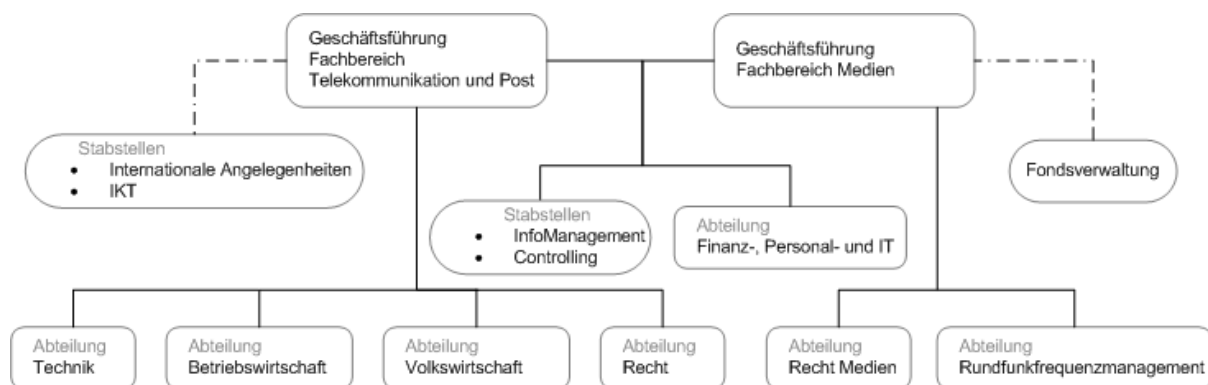 Geschäftsführung
Fachbereich
Telekommunikation und Post
Geschäftsführung
Fachbereich Medien
Stabstellen
• Internationale Angelegenheiten
• IKT
Fondsverwaltung
Stabstellen
• InfoManagement
• Controlling
Abteilung
Finanz-, Personal- und IT
Abteilung
Technik
Abteilung
Betriebswirtschaft
Abteilung
Volkswirtschaft
Abteilung
Recht
Abteilung
Recht Medien
Abteilung
Rundfunkfrequenzmanagement